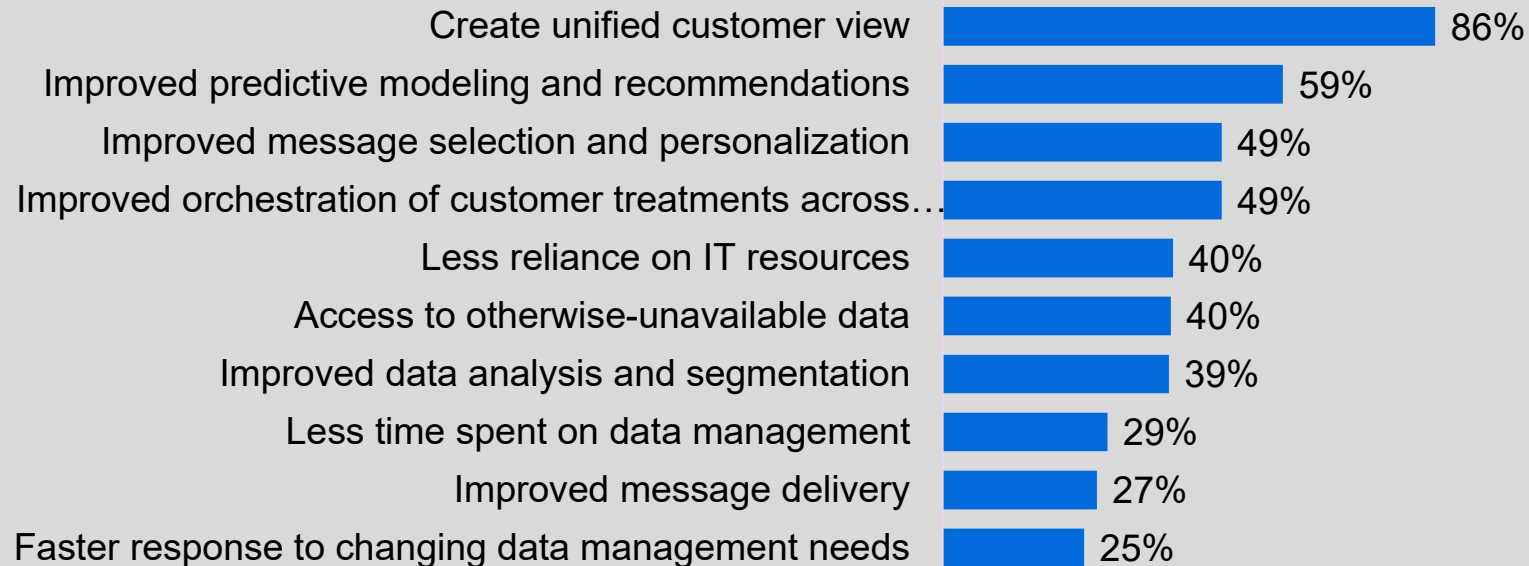 Create unified customer view 86%
Improved predictive modeling and recommendations 59%
Improved message selection and personalization 49%
Improved orchestration of customer treatments across… 49%
Less reliance on IT resources 40%
Access to otherwise-unavailable data 40%
Improved data analysis and segmentation 39%
Less time spent on data management 29%
Improved message delivery 27%
Faster response to changing data management needs 25%